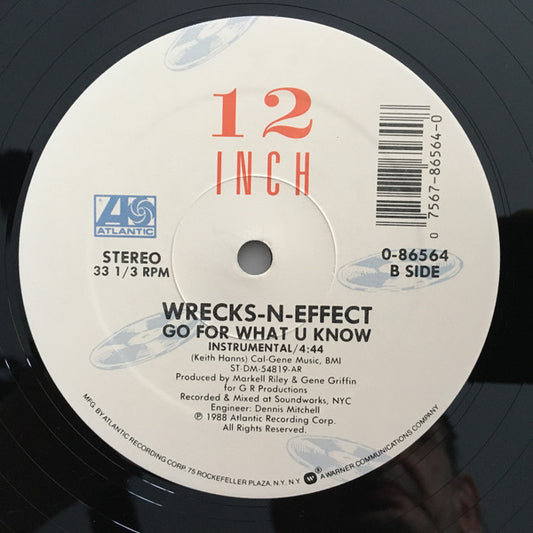 12
INCH
0 7567-86564-0
ATLANTIC
STEREO
33 1/3 RPM
0-86564
B SIDE
WRECKS-N-EFFECT
GO FOR WHAT U KNOW
INSTRUMENTAL/4:44
(Keith Hanns) Cal-Gene Music, BMI
ST-DM-54819-AR
Produced by Markell Riley & Gene Griffin
for G R Productions
Recorded & Mixed at Soundworks, NYC
Engineer: Dennis Mitchell
℗ 1988 Atlantic Recording Corp.
All Rights Reserved.
MFG. BY ATLANTIC RECORDING CORP. 75 ROCKEFELLER PLAZA, N.Y. N.Y. ® A WARNER COMMUNICATIONS COMPANY